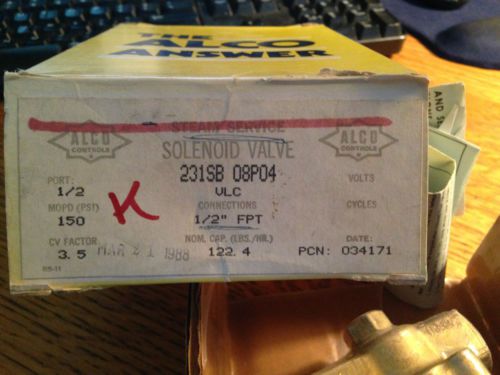 THE
ALCO
ANSWER
STEAM SERVICE
ALCO CONTROLS
SOLENOID VALVE
ALCO CONTROLS
231SB 08P04
VLC
PORT:
1/2
VOLTS
MOPD (PSI)
150
K
CONNECTIONS
1/2" FPT
CYCLES
CV FACTOR
3.5
MAR 21 1988
NOM. CAP. (LBS./HR.)
122.4
DATE:
PCN: 034171
AND